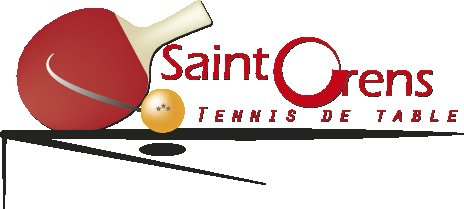 Saint Orens
TENNIS DE TABLE